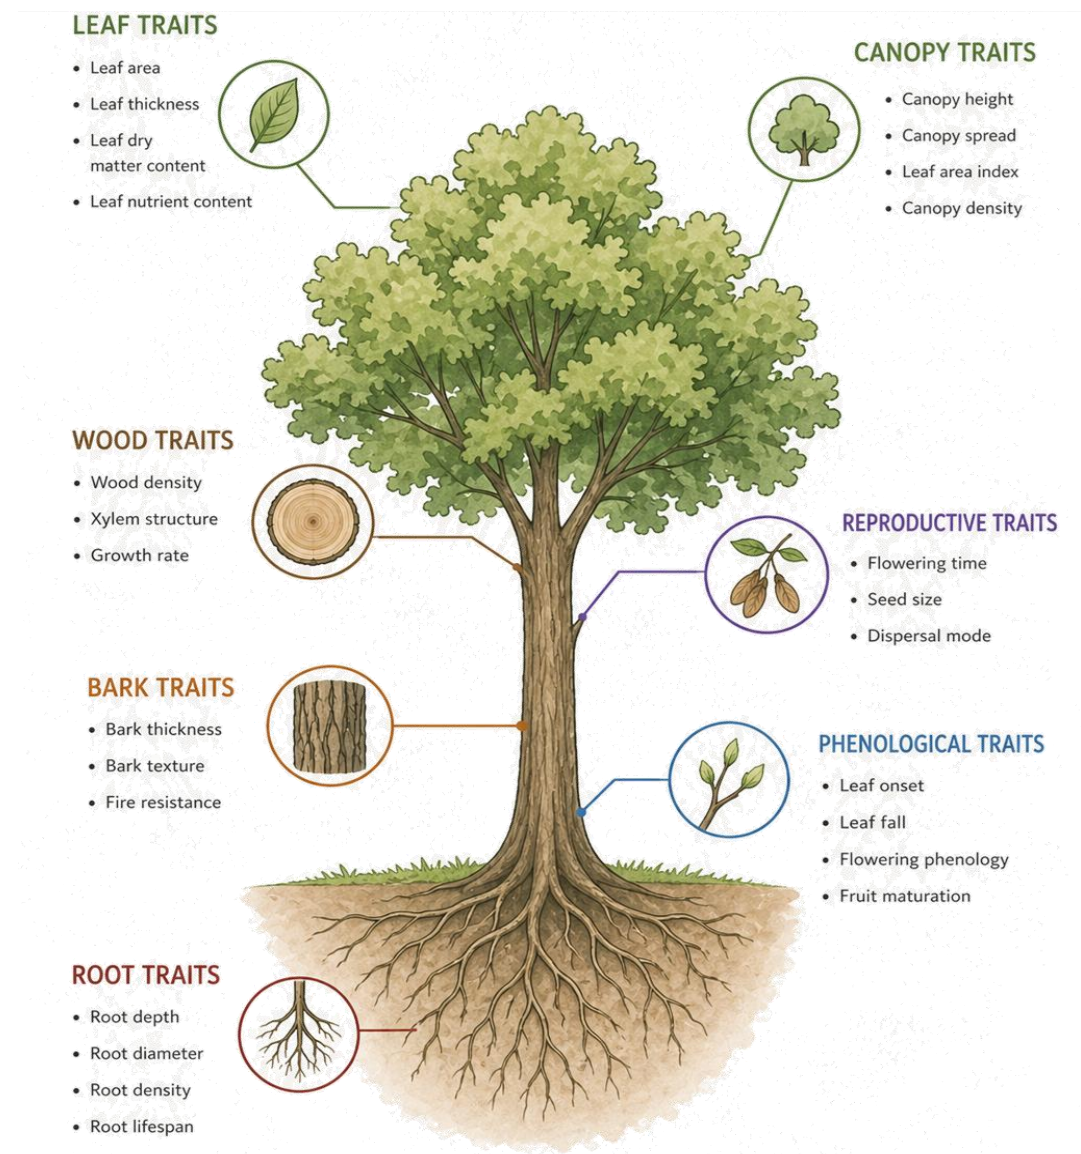 LEAF TRAITS
• Leaf area
• Leaf thickness
• Leaf dry
matter content
• Leaf nutrient content
CANOPY TRAITS
• Canopy height
• Canopy spread
• Leaf area index
• Canopy density
WOOD TRAITS
• Wood density
• Xylem structure
• Growth rate
REPRODUCTIVE TRAITS
• Flowering time
• Seed size
• Dispersal mode
BARK TRAITS
• Bark thickness
• Bark texture
• Fire resistance
PHENOLOGICAL TRAITS
• Leaf onset
• Leaf fall
• Flowering phenology
• Fruit maturation
ROOT TRAITS
• Root depth
• Root diameter
• Root density
• Root lifespan